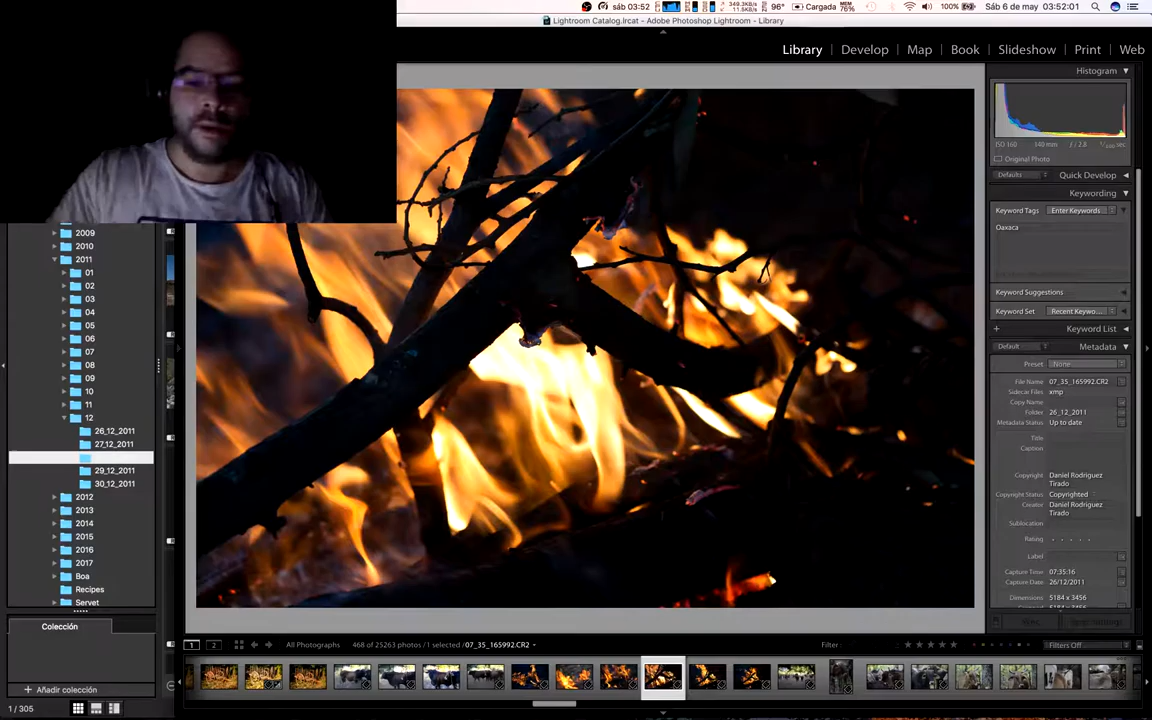 sáb 03:52
349.3KB/s
11.5KB/s
96°
Cargada
MEM
76%
100%
Sáb 6 de may 03:52:01
Lightroom Catalog.lrcat - Adobe Photoshop Lightroom - Library
Library | Develop | Map | Book | Slideshow | Print | Web
Histogram
ISO 160 140 mm f / 2.8
Original Photo
Defaults Quick Develop
Keywording
Keyword Tags Enter Keywords
Oaxaca
Keyword Suggestions
Keyword Set Recent Keywo...
+ Keyword List
Default Metadata
Preset None
File Name 07_35_165992.CR2
Sidecar Files xmp
Copy Name
Folder 26_12_2011
Metadata Status Up to date
Title
Caption
Copyright Daniel Rodriguez
Tirado
Copyright Status Copyrighted
Creator Daniel Rodriguez
Tirado
Sublocation
Rating
Label
Capture Time 07:35:16
Capture Date 26/12/2011
Dimensions 5184 x 3456
2009
2010
2011
01
02
03
04
05
06
07
08
09
10
11
12
26_12_2011
27_12_2011
29_12_2011
30_12_2011
2012
2013
2014
2015
2016
2017
Boa
Recipes
Servet
Colección
+ Añadir colección
1 / 305
1 2 All Photographs 468 of 25263 photos / 1 selected / 07_35_165992.CR2
Filter :
Filters Off